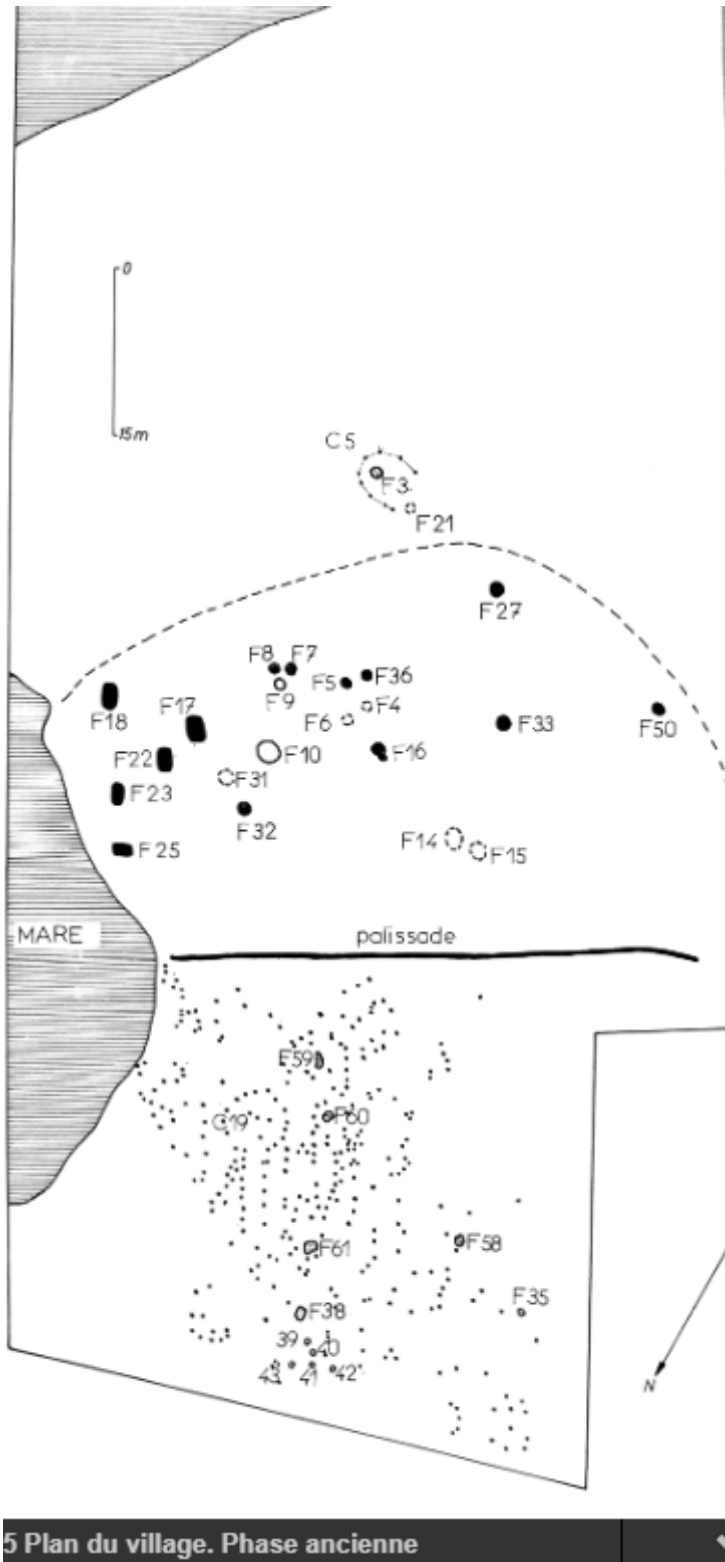 0
15m
C5
F3
F21
F27
F8 F7
F36
F5
F9
F4
F18
F17
F6
F33
F50
F22
F10
F16
F31
F23
F32
F14
F15
F25
MARE
palissade
F59
C19
F60
F61
F58
F38
F35
39
40
43 41 42
N
5 Plan du village. Phase ancienne